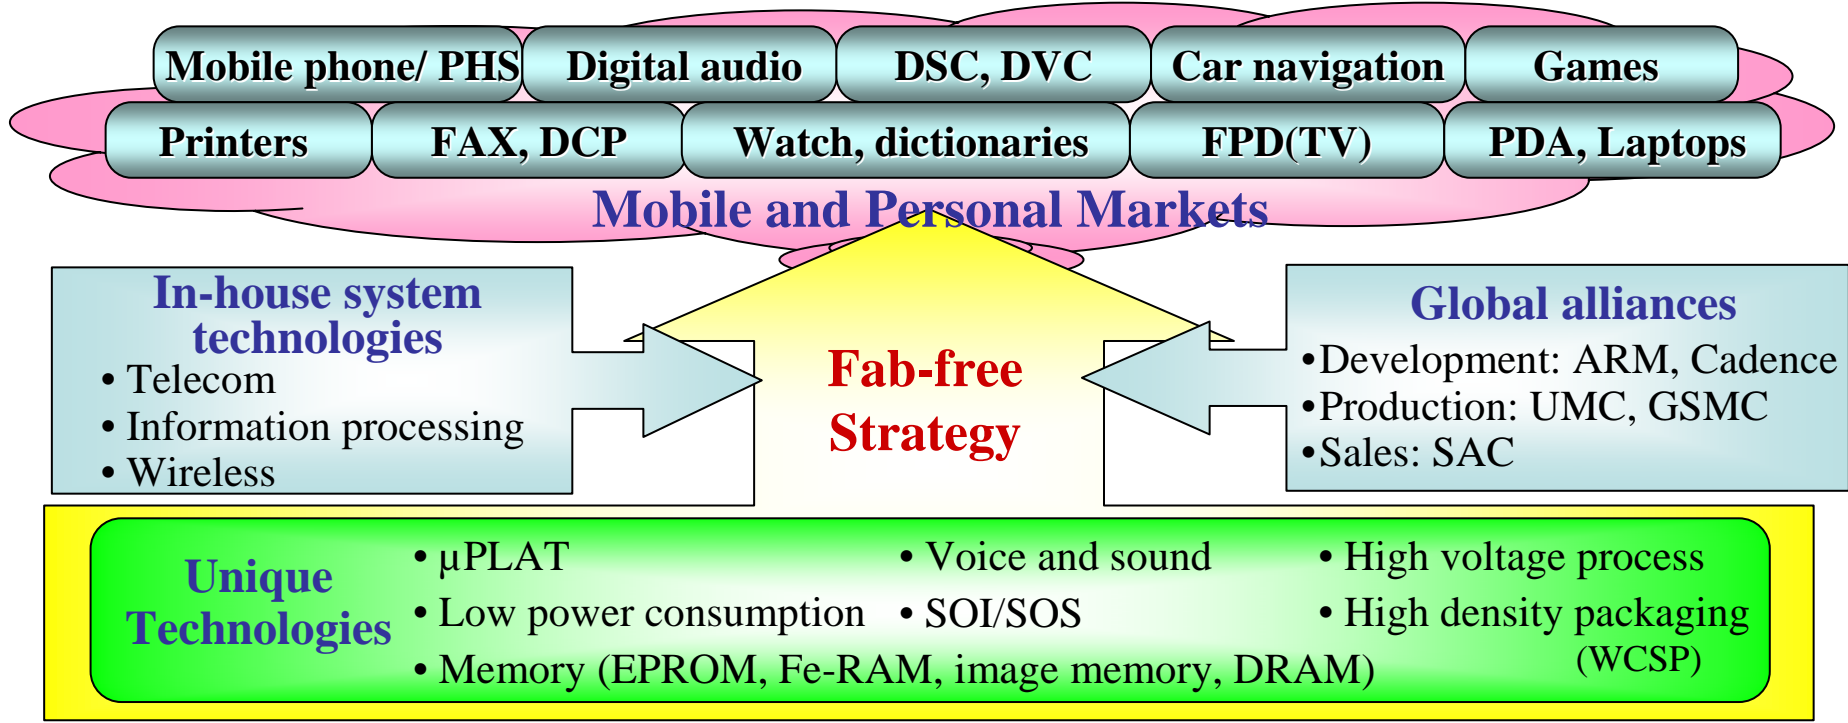 Mobile phone/ PHS Digital audio DSC, DVC Car navigation Games
Printers FAX, DCP Watch, dictionaries FPD(TV) PDA, Laptops
Mobile and Personal Markets
In-house system
technologies
• Telecom
• Information processing
• Wireless
Fab-free
Strategy
Global alliances
•Development: ARM, Cadence
•Production: UMC, GSMC
•Sales: SAC
Unique
Technologies
• µPLAT
• Low power consumption
• Memory (EPROM, Fe-RAM, image memory, DRAM)
• Voice and sound
• SOI/SOS
• High voltage process
• High density packaging
(WCSP)